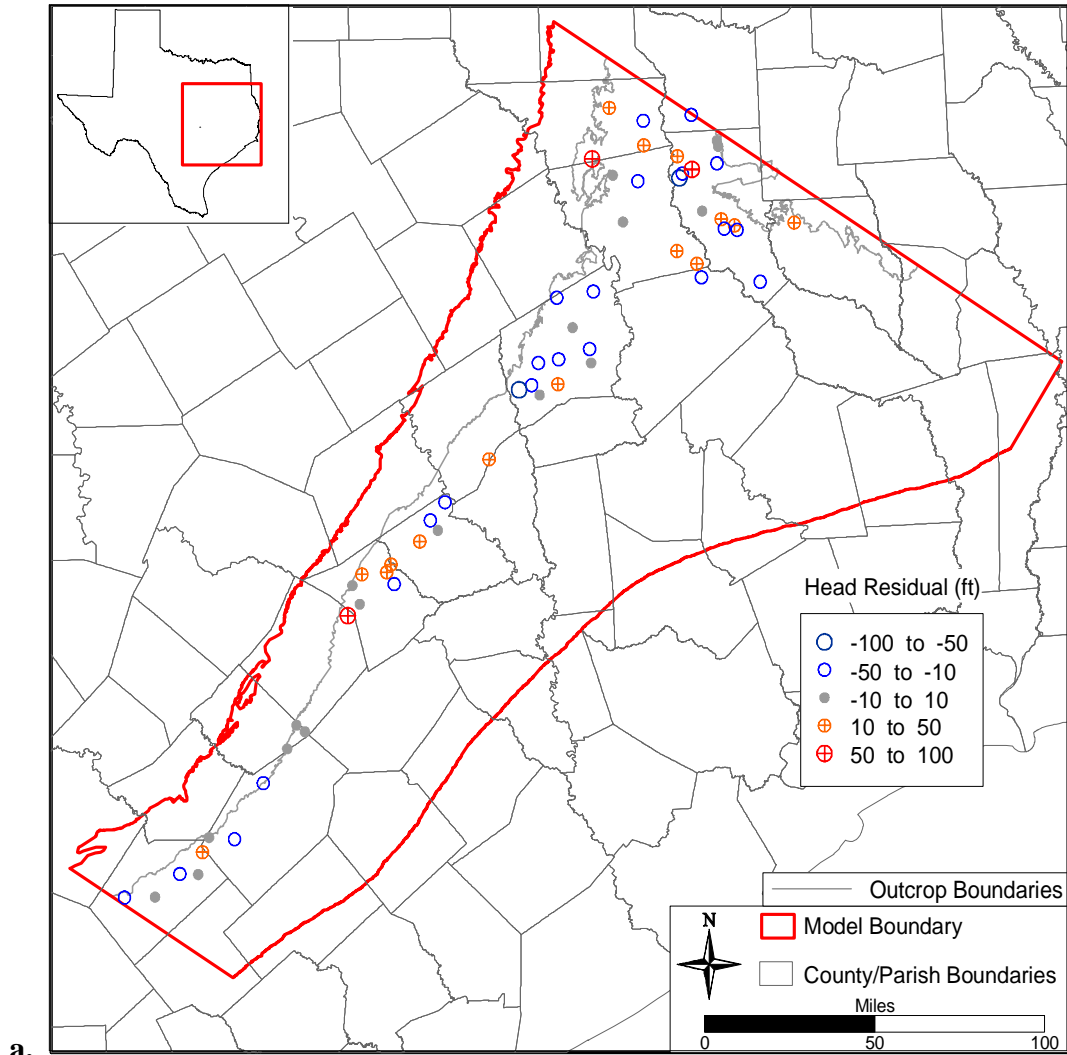 Head Residual (ft)
-100 to -50
-50 to -10
-10 to 10
10 to 50
50 to 100
Outcrop Boundaries
N
Model Boundary
County/Parish Boundaries
Miles
0 50 100
a.